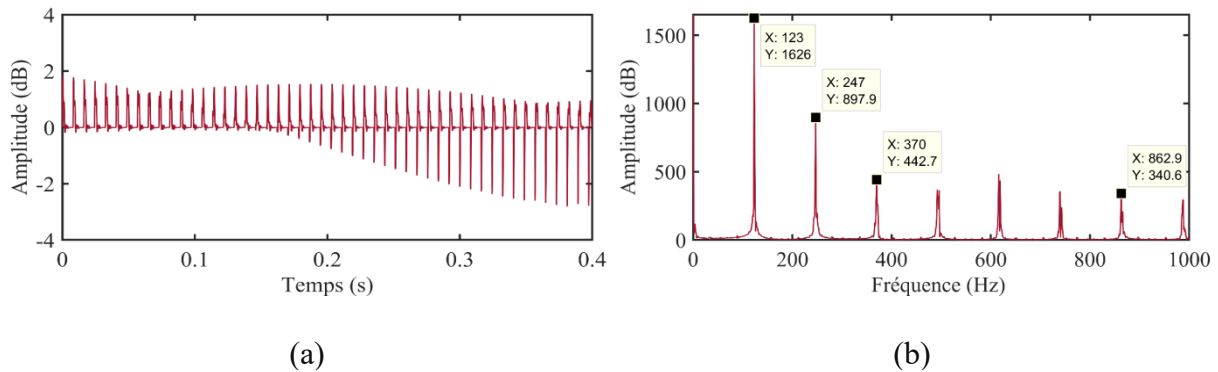 4
2
0
-2
-4
Amplitude (dB)
0
0.1
0.2
0.3
0.4
Temps (s)
(a)
1500
1000
500
0
Amplitude (dB)
X: 123
Y: 1626
X: 247
Y: 897.9
X: 370
Y: 442.7
X: 862.9
Y: 340.6
0
200
400
600
800
1000
Fréquence (Hz)
(b)